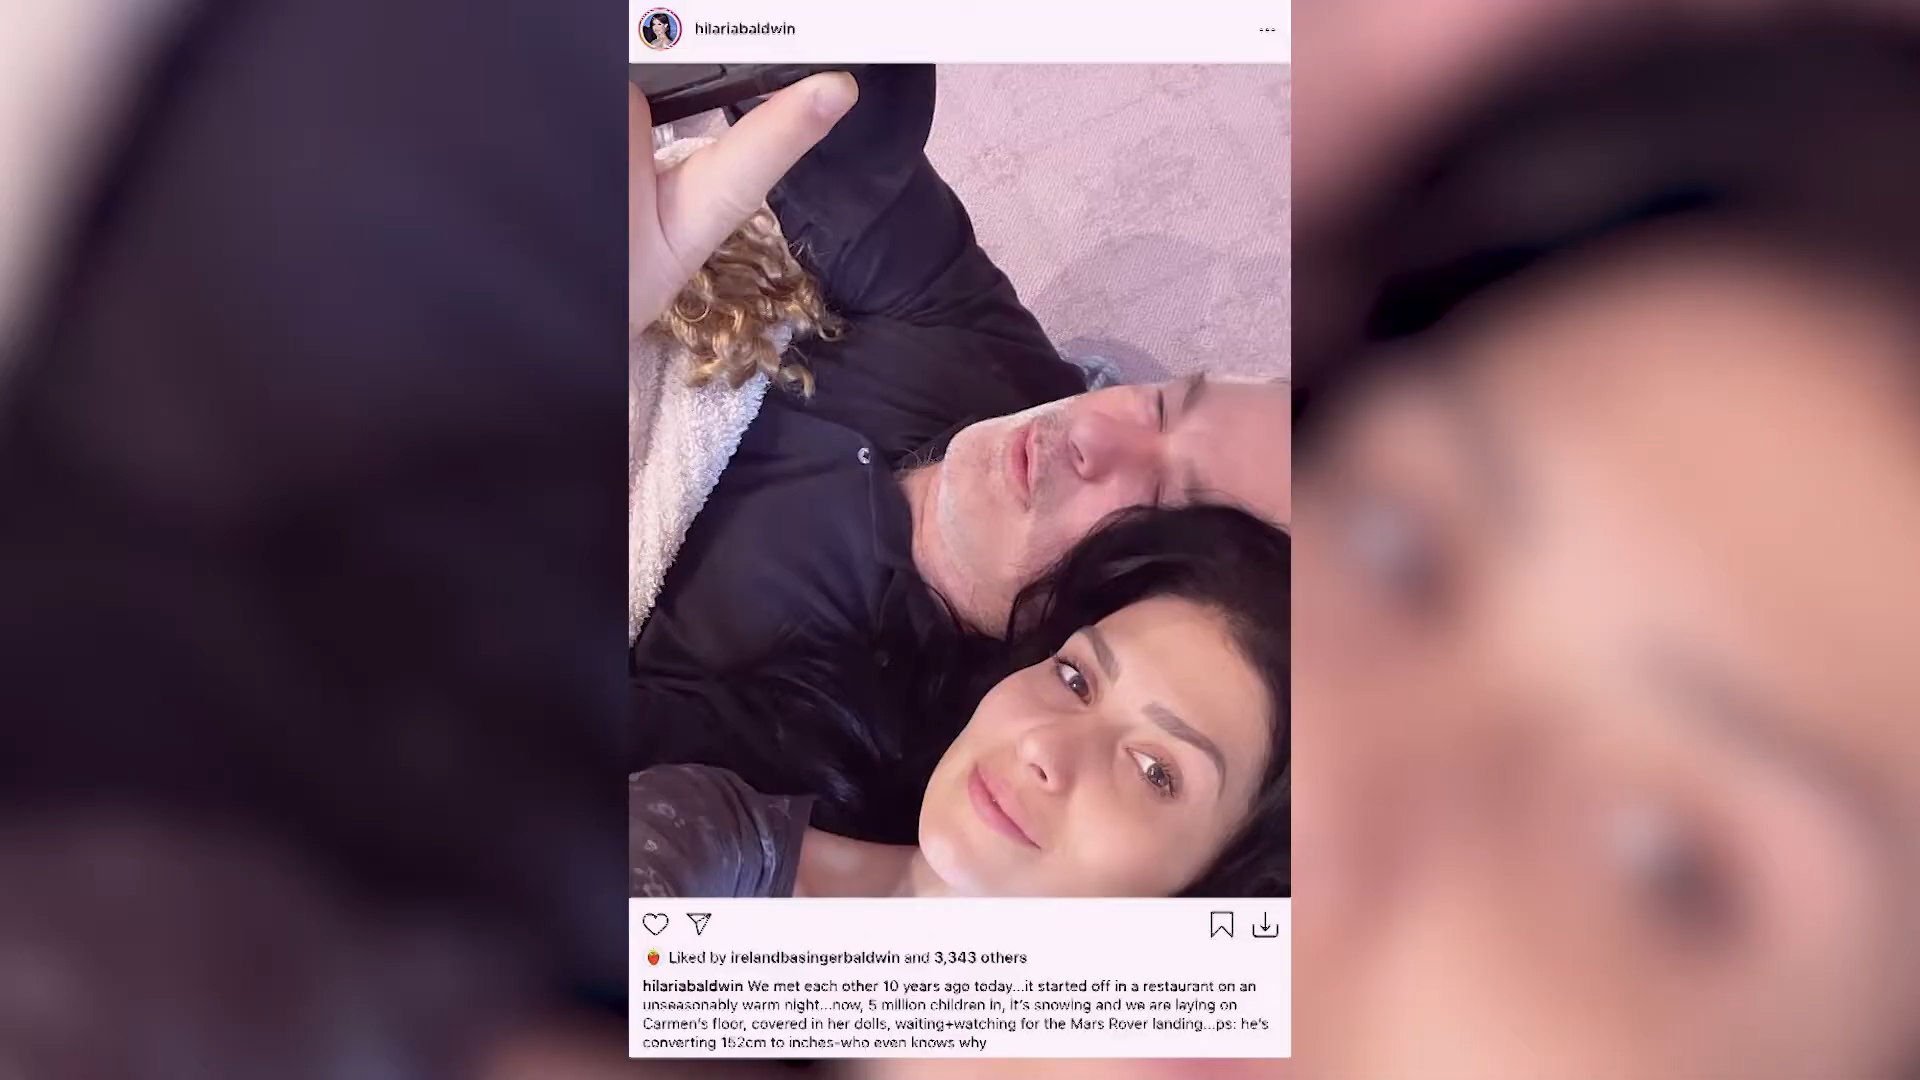 hilariabaldwin
Liked by irelandbasingerbaldwin and 3,343 others
hilariabaldwin We met each other 10 years ago today...it started off in a restaurant on an
unseasonably warm night...now, 5 million children in, it's snowing and we are laying on
Carmen's floor, covered in her dolls, waiting+watching for the Mars Rover landing...ps: he's
converting 152cm to inches-who even knows why